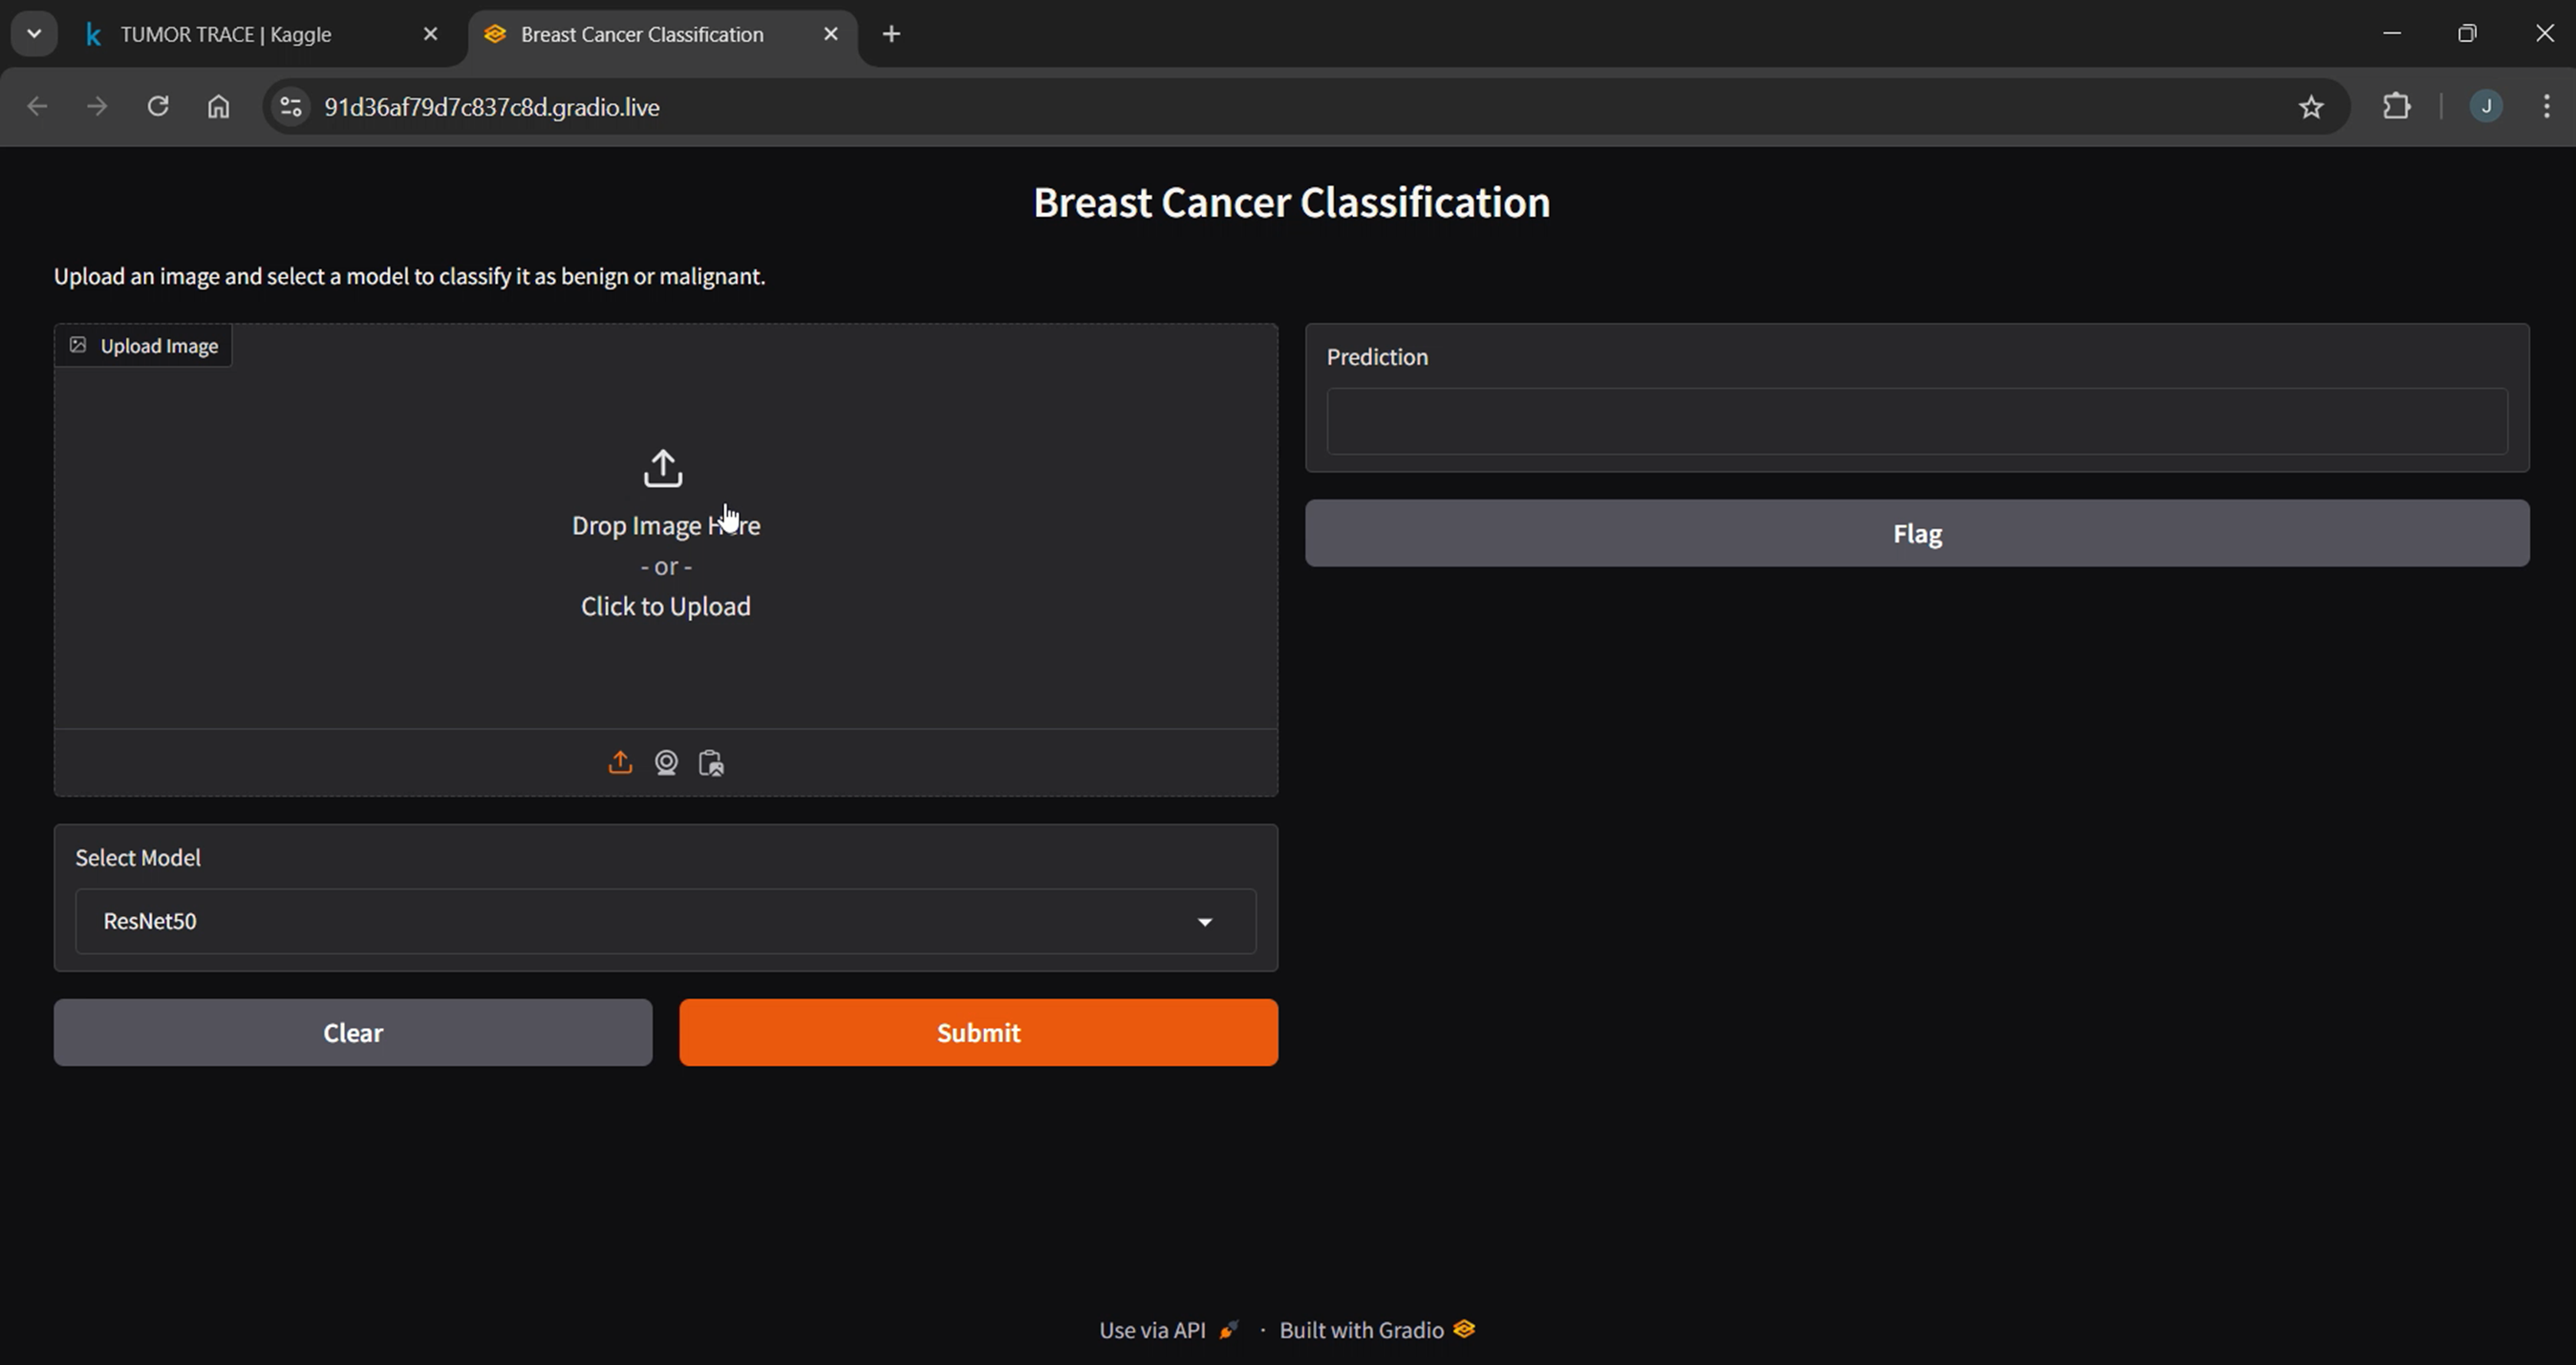 TUMOR TRACE | Kaggle
Breast Cancer Classification
91d36af79d7c837c8d.gradio.live
J
Breast Cancer Classification
Upload an image and select a model to classify it as benign or malignant.
Upload Image
Drop Image Here
- or -
Click to Upload
Select Model
ResNet50
Clear
Submit
Prediction
Flag
Use via API · Built with Gradio